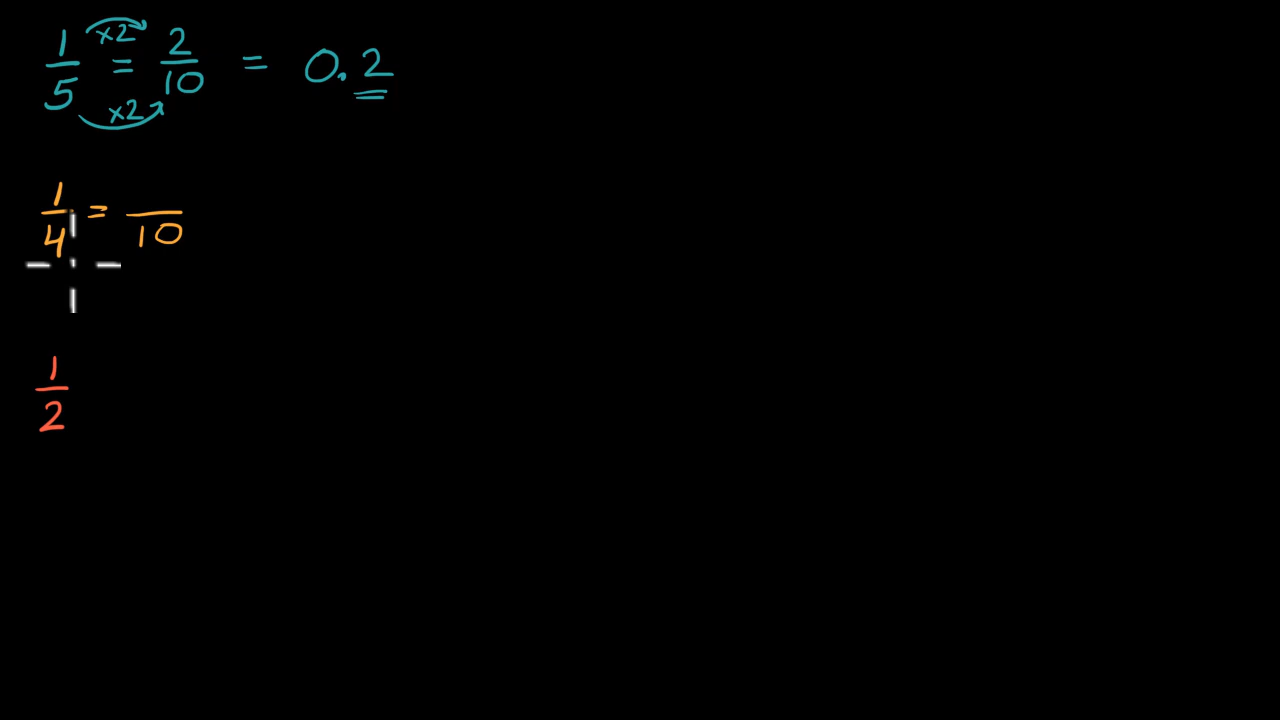 1/5 ×2 = ×2 2/10 = 0.2
1/4 = /10
1/2